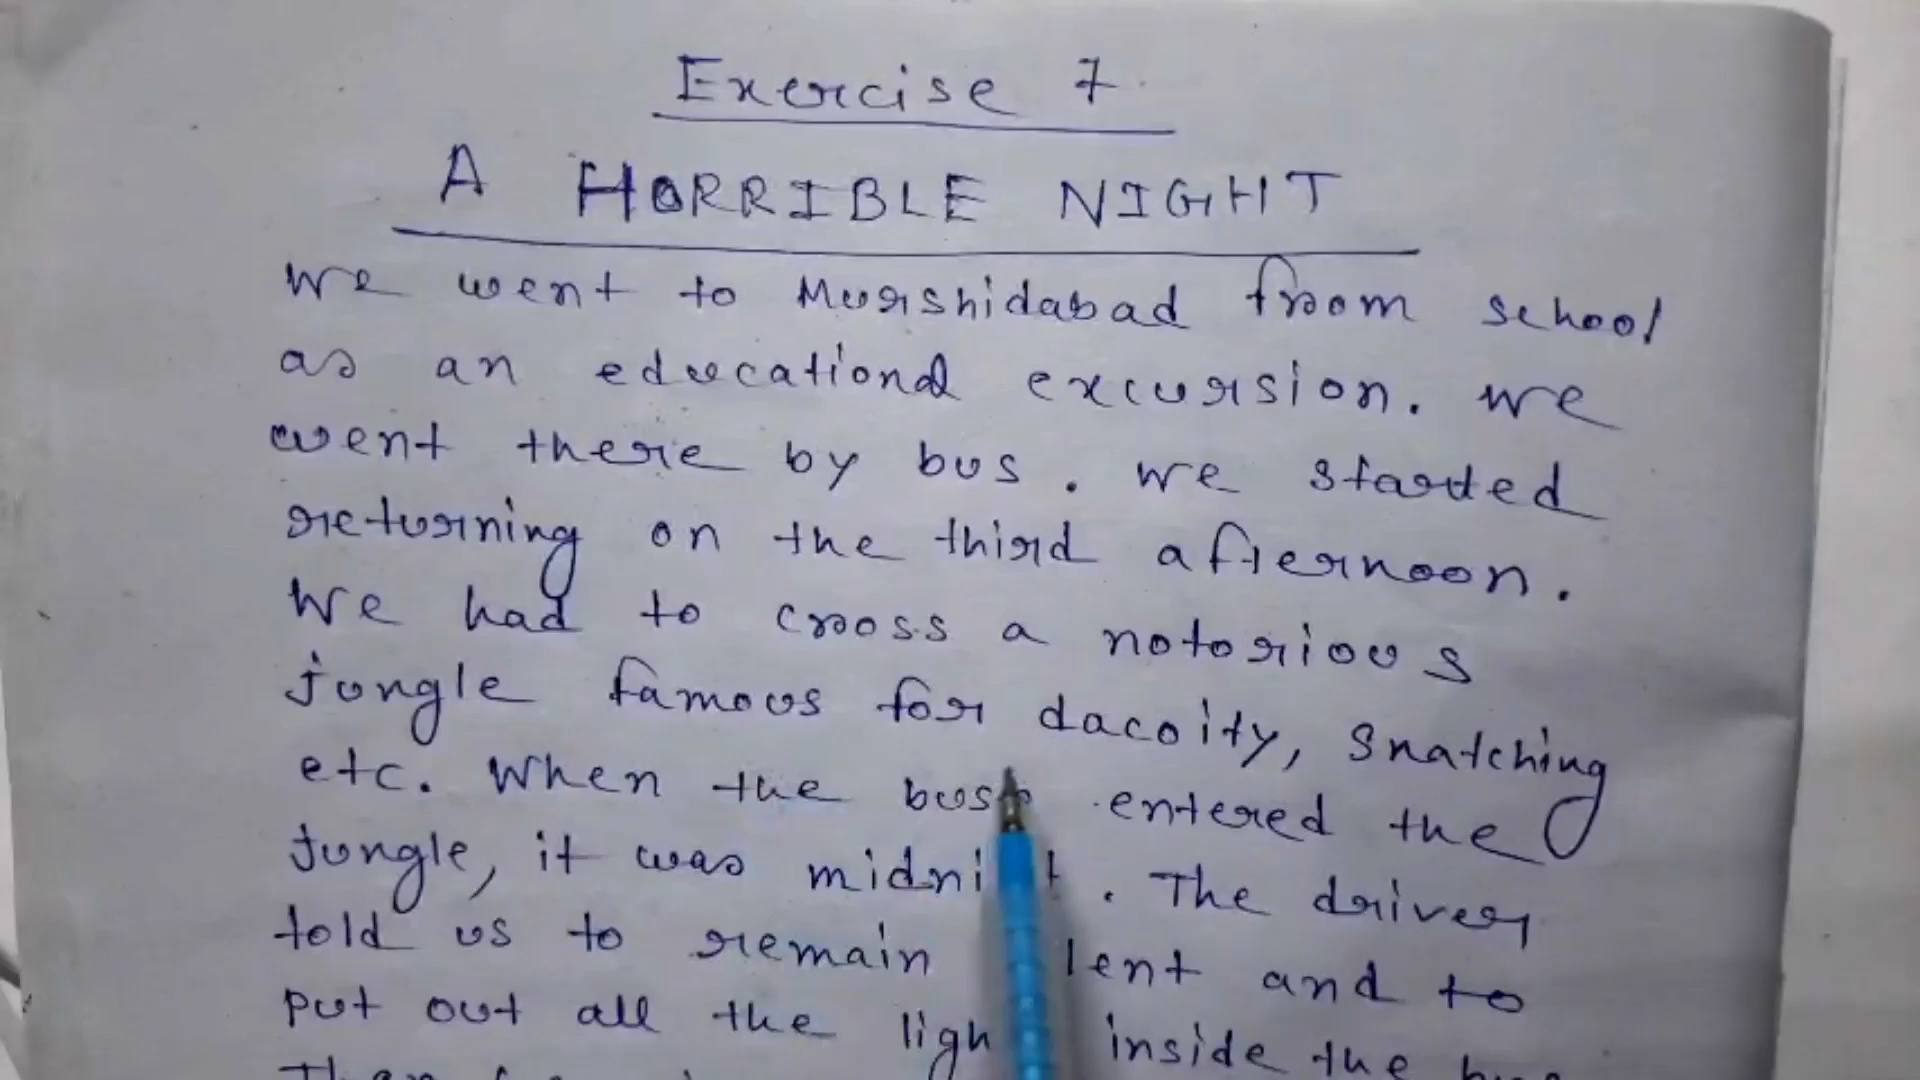 Exercise 7
A HORRIBLE NIGHT
We went to Murshidabad from school
as an educational excursion. We
went there by bus. We started
returning on the third afternoon.
We had to cross a notorious
jungle famous for dacoity, snatching
etc. When the bus entered the
jungle, it was . The driver
told us to remain and to
put out all the inside the